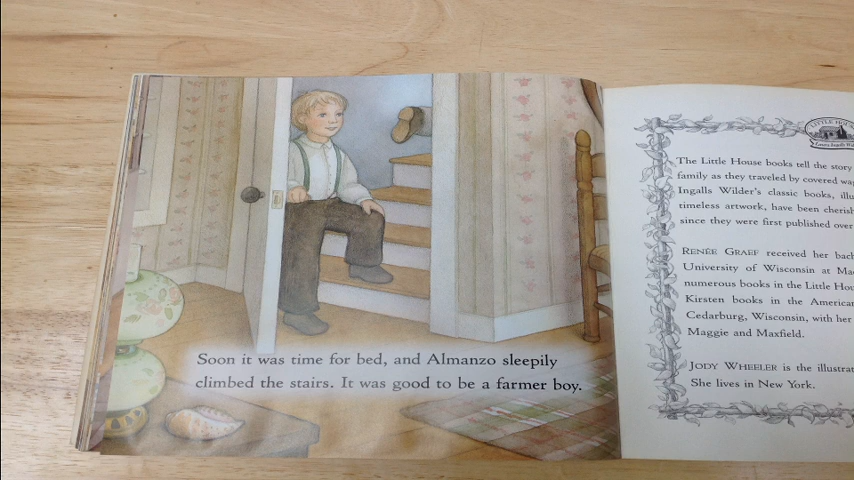 Soon it was time for bed, and Almanzo sleepily
climbed the stairs. It was good to be a farmer boy.
LITTLE HOUSE
The Little House books tell the story
family as they traveled by covered
Ingalls Wilder's classic books,
timeless artwork, have been
since they were first published over
RENÉE GRAEF received her
University of Wisconsin at
numerous books in the Little
Kirsten books in the American
Cedarburg, Wisconsin, with her
Maggie and Maxfield.
JODY WHEELER is the
She lives in New York.